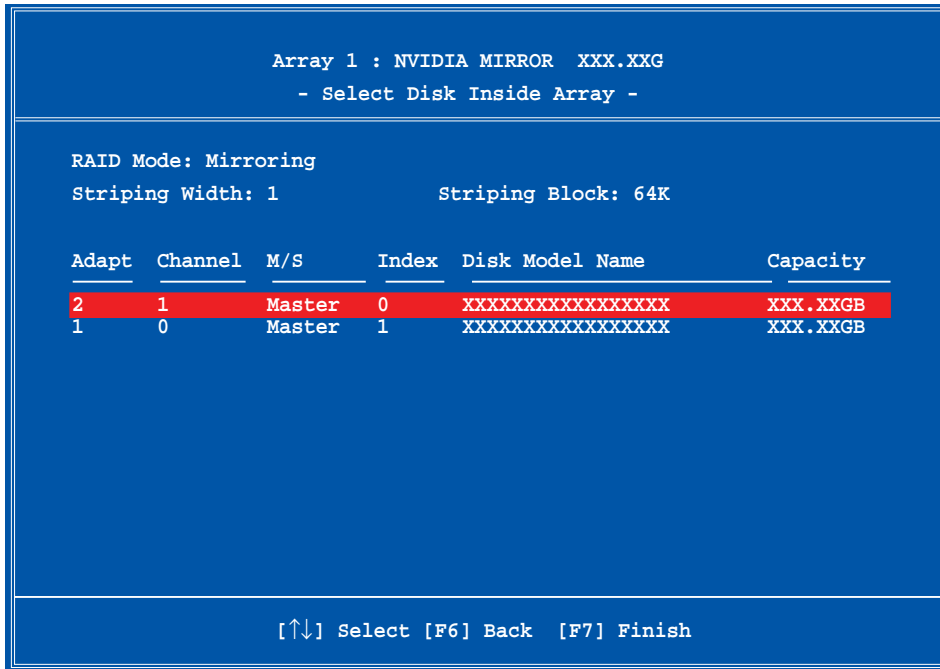 Array 1 : NVIDIA MIRROR XXX.XXG
- Select Disk Inside Array -
RAID Mode: Mirroring
Striping Width: 1 Striping Block: 64K
Adapt Channel M/S Index Disk Model Name Capacity
2 1 Master 0 XXXXXXXXXXXXXXXXX XXX.XXGB
1 0 Master 1 XXXXXXXXXXXXXXXXX XXX.XXGB
[↑↓] Select [F6] Back [F7] Finish